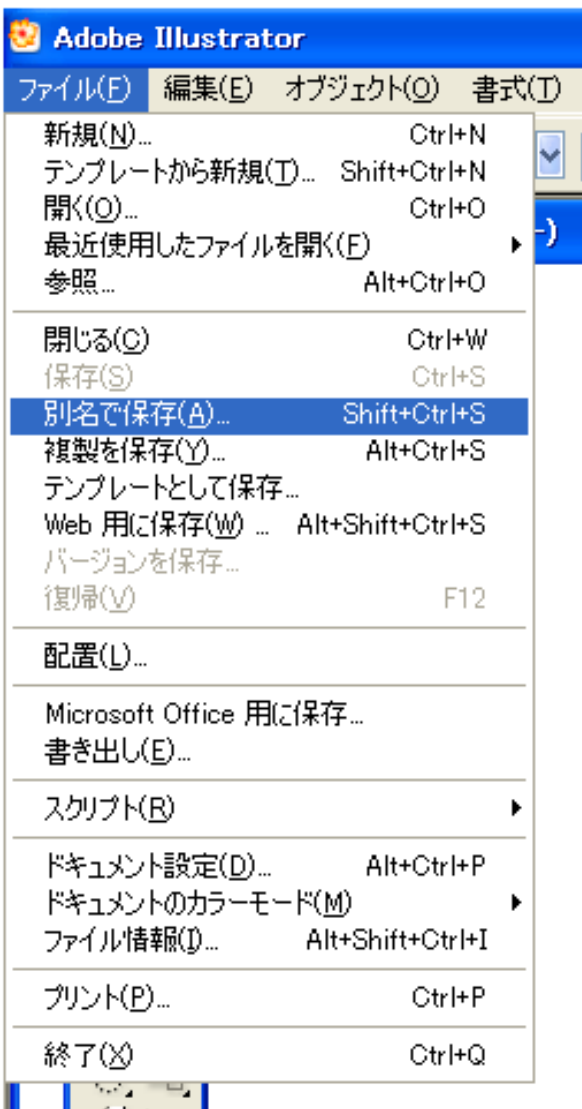 Adobe Illustrator
ファイル(F) 編集(E) オブジェクト(O) 書式(T)
新規(N)... Ctrl+N
テンプレートから新規(T)... Shift+Ctrl+N
開く(O)... Ctrl+O
最近使用したファイルを開く(F)
-)
参照... Alt+Ctrl+O
閉じる(C) Ctrl+W
保存(S) Ctrl+S
別名で保存(A)... Shift+Ctrl+S
複製を保存(Y)... Alt+Ctrl+S
テンプレートとして保存...
Web 用に保存(W) ... Alt+Shift+Ctrl+S
バージョンを保存...
復帰(V) F12
配置(L)...
Microsoft Office 用に保存...
書き出し(E)...
スクリプト(R)
ドキュメント設定(D)... Alt+Ctrl+P
ドキュメントのカラーモード(M)
ファイル情報(I)... Alt+Shift+Ctrl+I
プリント(P)... Ctrl+P
終了(X) Ctrl+Q